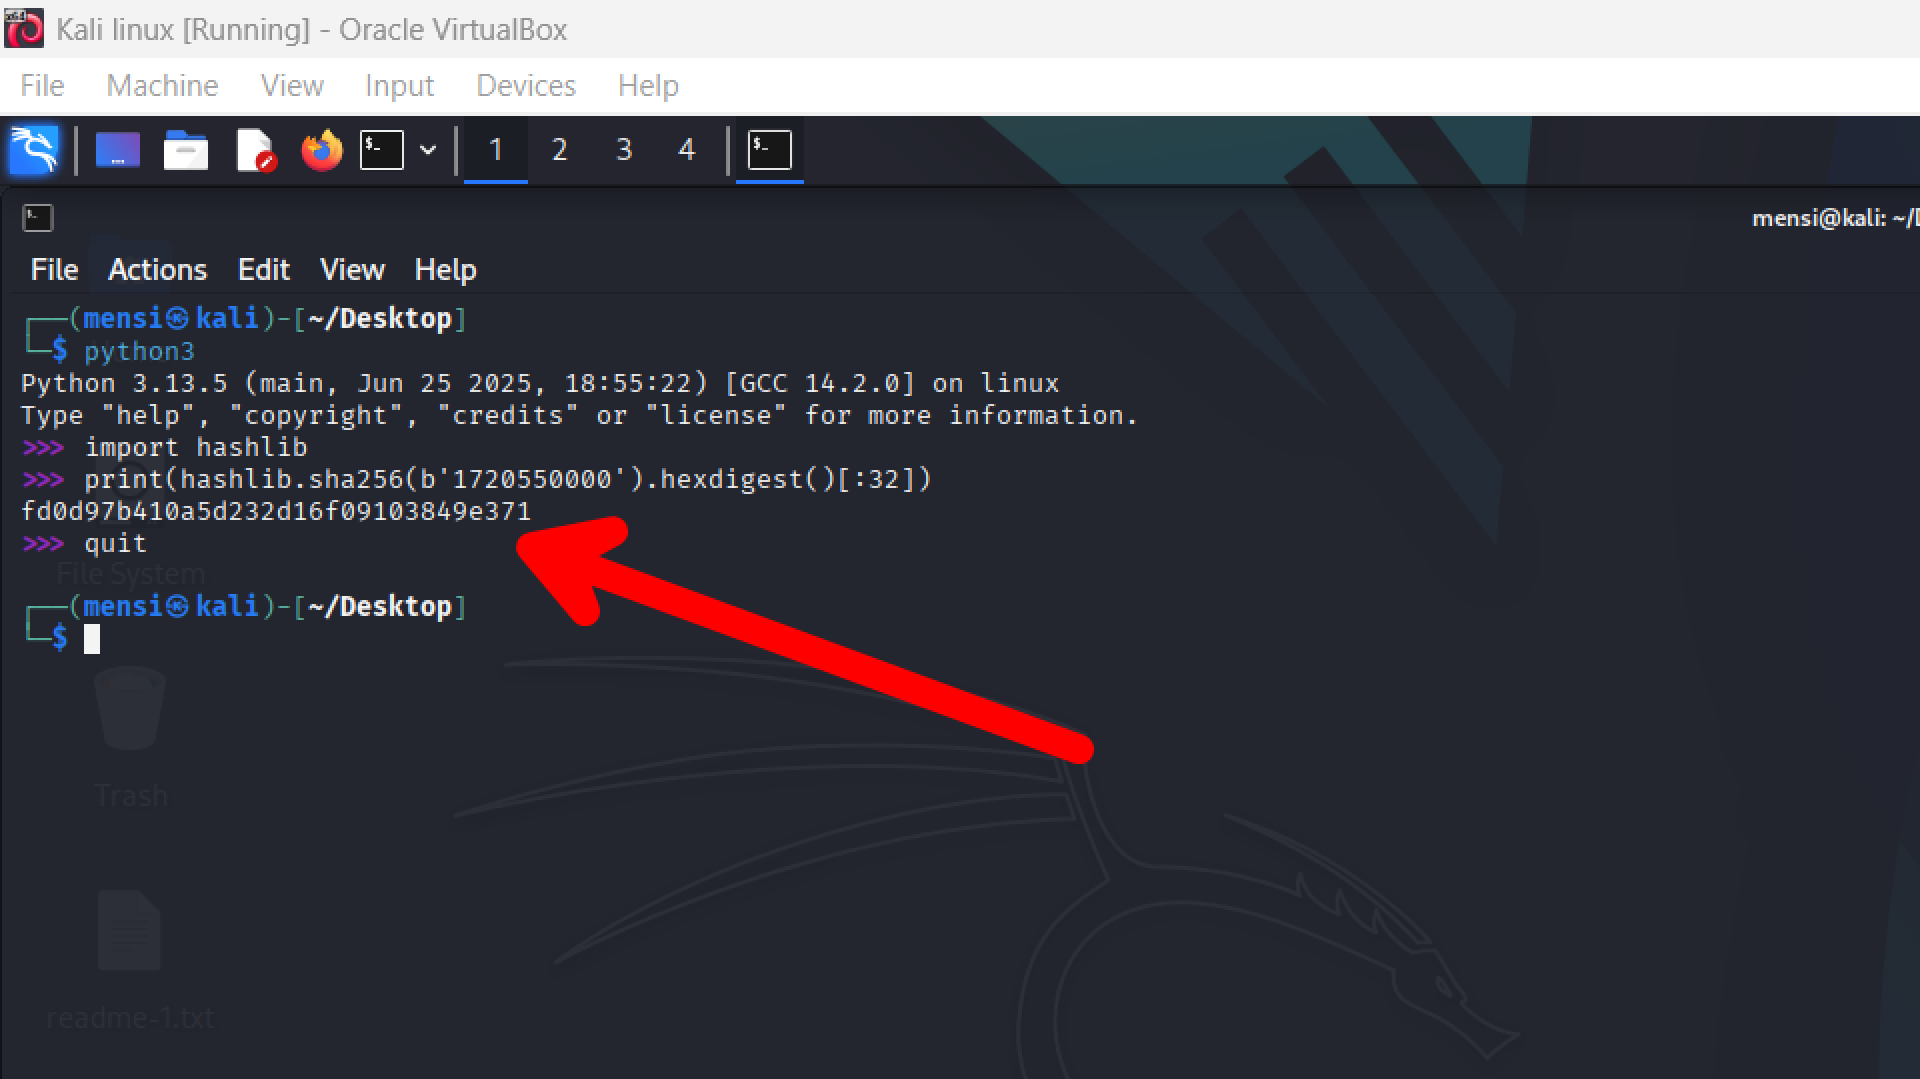 Kali linux [Running] - Oracle VirtualBox
File Machine View Input Devices Help
1 2 3 4
mensi@kali: ~/D
File Actions Edit View Help
┌──(mensi㉿kali)-[~/Desktop]
└─$ python3
Python 3.13.5 (main, Jun 25 2025, 18:55:22) [GCC 14.2.0] on linux
Type "help", "copyright", "credits" or "license" for more information.
>>> import hashlib
>>> print(hashlib.sha256(b'1720550000').hexdigest()[:32])
fd0d97b410a5d232d16f09103849e371
>>> quit
File System
┌──(mensi㉿kali)-[~/Desktop]
└─$
Trash
readme-1.txt